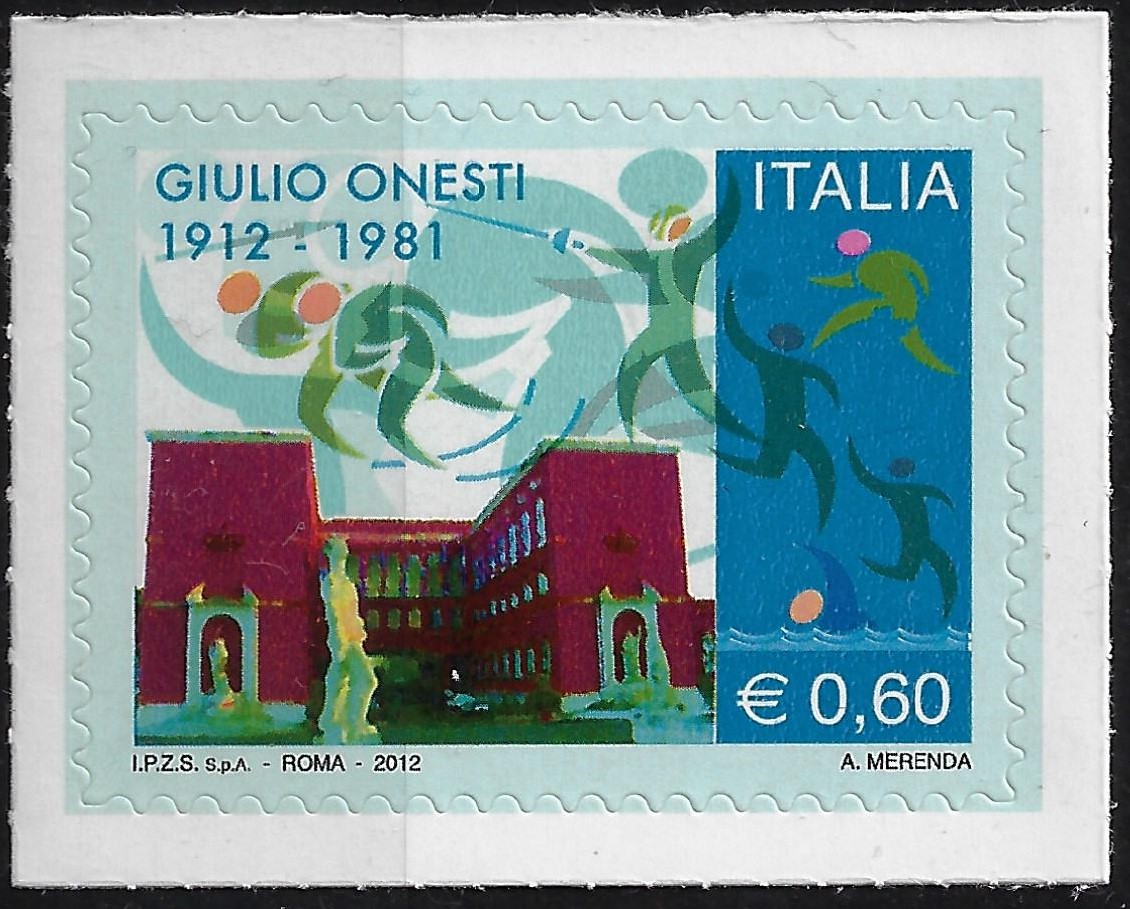 GIULIO ONESTI
1912 - 1981
ITALIA
€ 0,60
I.P.Z.S. S.p.A. - ROMA - 2012
A. MERENDA